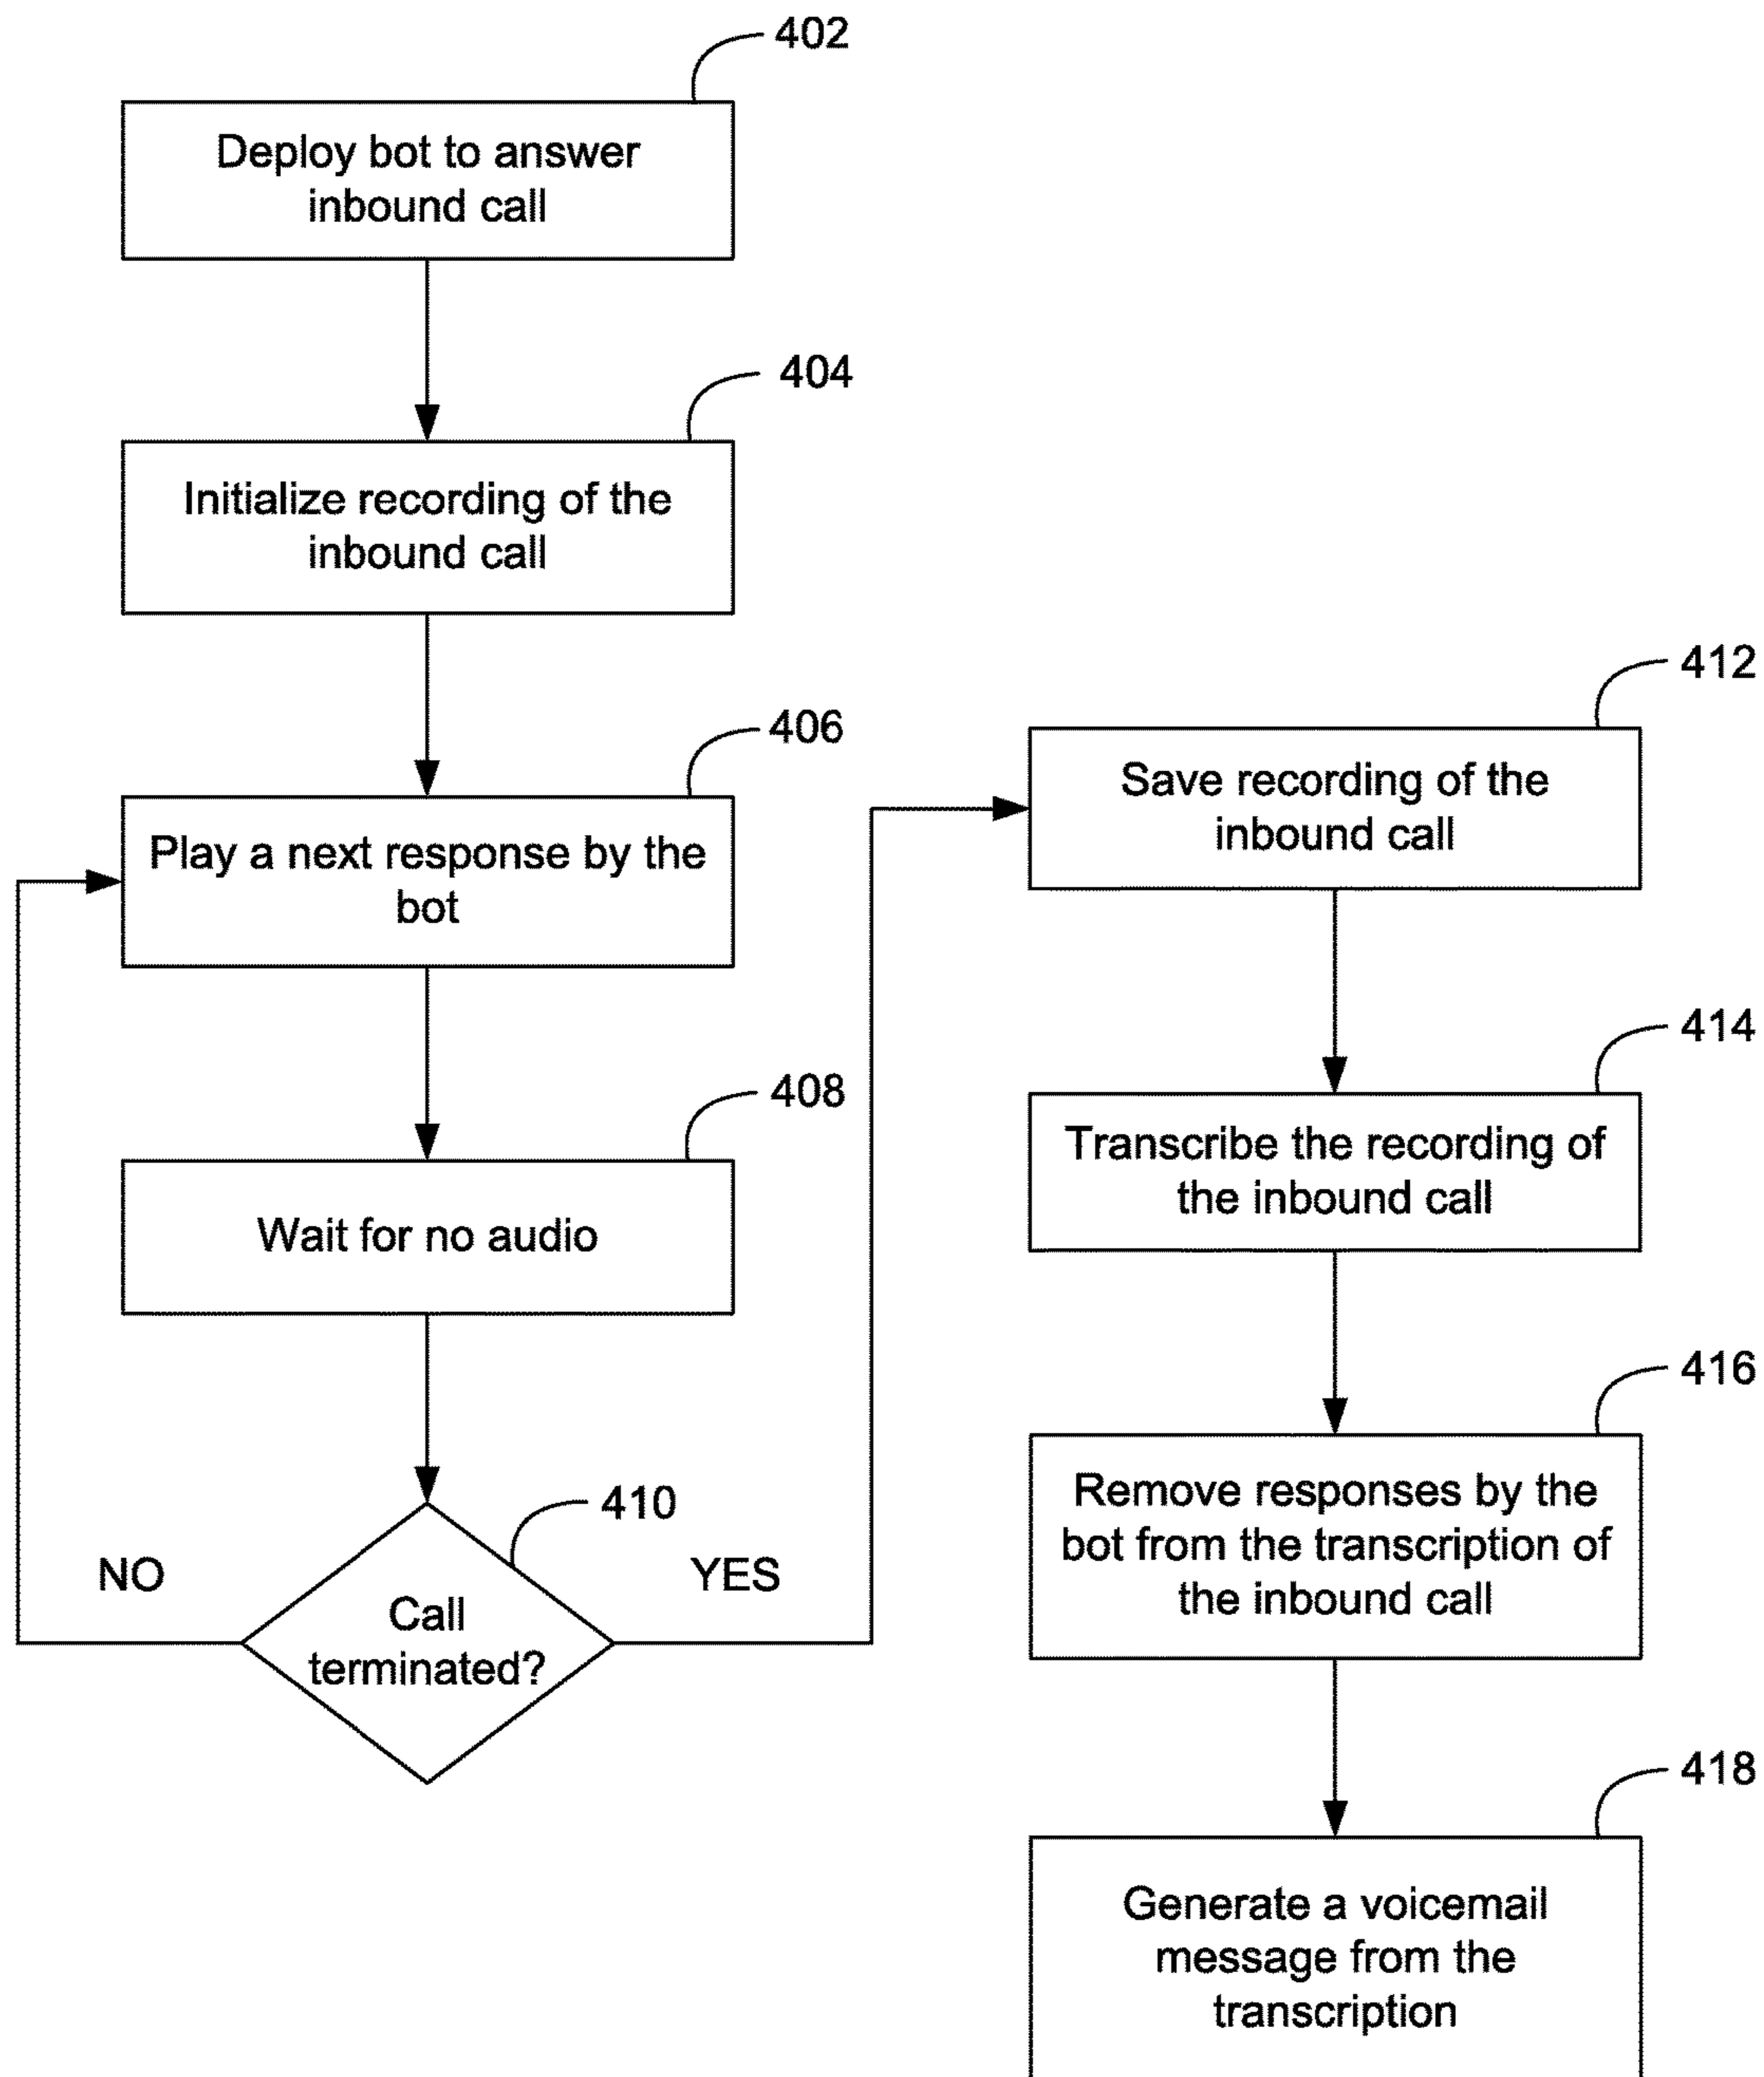 402
Deploy bot to answer
inbound call
404
Initialize recording of the
inbound call
406
Play a next response by the
bot
408
Wait for no audio
410
NO
YES
Call
terminated?
412
Save recording of the
inbound call
414
Transcribe the recording of
the inbound call
416
Remove responses by the
bot from the transcription of
the inbound call
418
Generate a voicemail
message from the
transcription